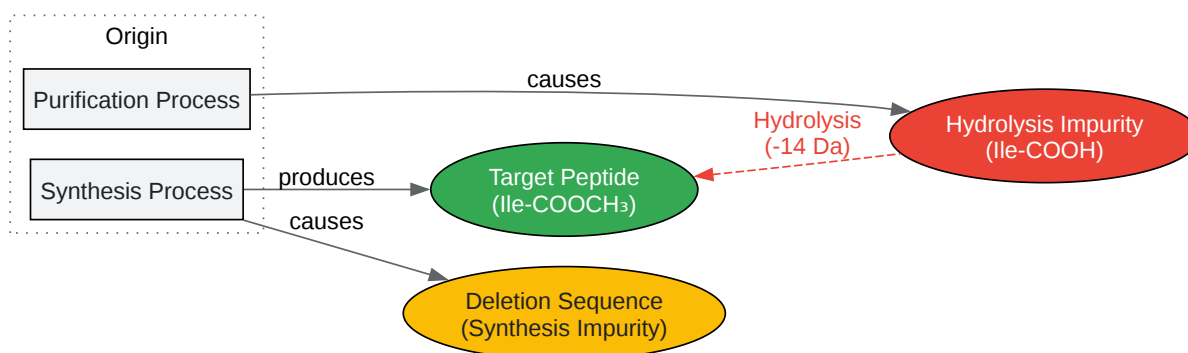 Origin
Purification Process
causes
Hydrolysis Impurity
(Ile-COOH)
Hydrolysis
(-14 Da)
Synthesis Process
produces
Target Peptide
(Ile-COOCH₃)
causes
Deletion Sequence
(Synthesis Impurity)